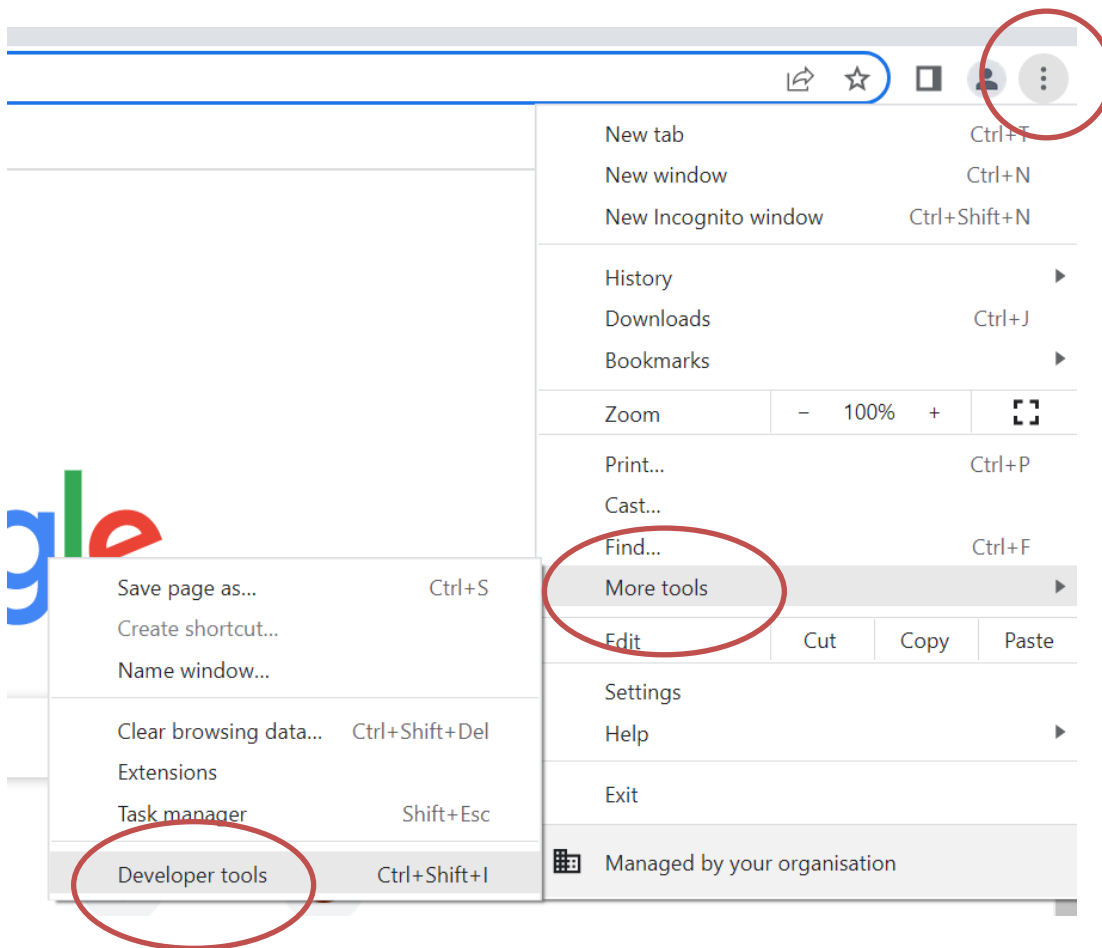 New tab Ctrl+T
New window Ctrl+N
New Incognito window Ctrl+Shift+N
History
Downloads Ctrl+J
Bookmarks
Zoom - 100% +
Print... Ctrl+P
Cast...
Find... Ctrl+F
More tools
Edit Cut Copy Paste
Settings
Help
Exit
Managed by your organisation
gle
Save page as... Ctrl+S
Create shortcut...
Name window...
Clear browsing data... Ctrl+Shift+Del
Extensions
Task manager Shift+Esc
Developer tools Ctrl+Shift+I